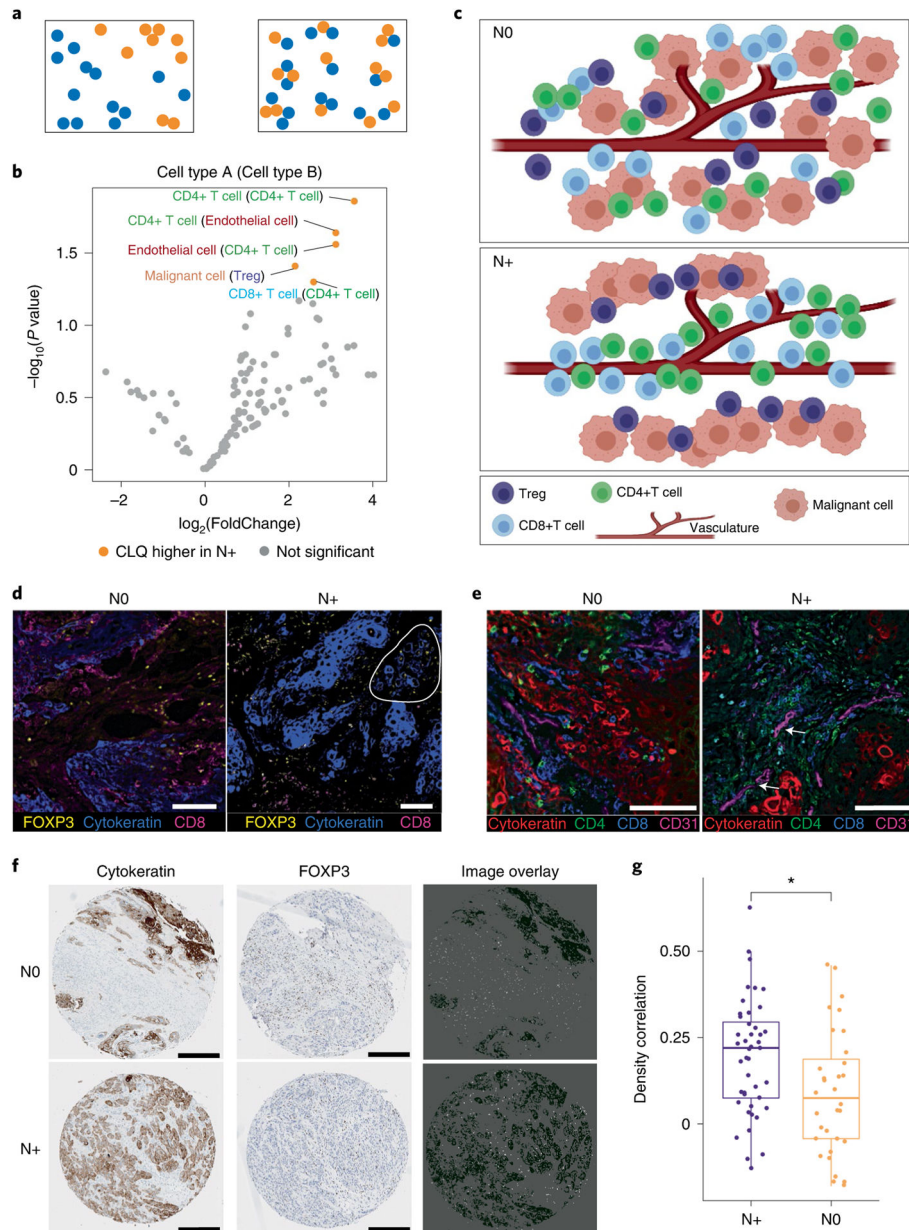 a
b
Cell type A (Cell type B)
CD4+ T cell (CD4+ T cell)
CD4+ T cell (Endothelial cell)
Endothelial cell (CD4+ T cell)
Malignant cell (Treg)
CD8+ T cell (CD4+ T cell)
1.5
1.0
0.5
0
–log10(P value)
–2
0
2
4
log2(FoldChange)
CLQ higher in N+
Not significant
c
N0
N+
Treg
CD4+T cell
Malignant cell
CD8+T cell
Vasculature
d
N0
N+
FOXP3 Cytokeratin CD8
FOXP3 Cytokeratin CD8
e
N0
N+
Cytokeratin CD4 CD8 CD31
Cytokeratin CD4 CD8 CD31
f
Cytokeratin
FOXP3
Image overlay
N0
N+
g
*
0.50
0.25
0
Density correlation
N+
N0